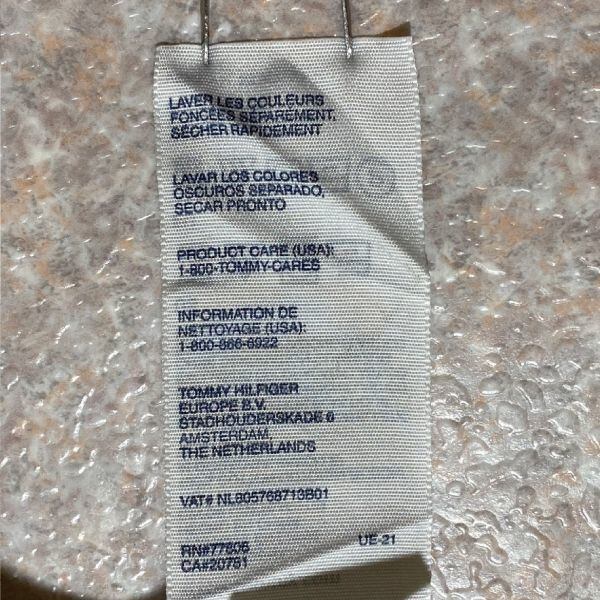 LAVER LES COULEURS
FONCÉES SÉPARÉMENT,
SÉCHER RAPIDEMENT
LAVAR LOS COLORES
OSCUROS SEPARADO,
SECAR PRONTO
PRODUCT CARE (USA):
1-800-TOMMY-CARES
INFORMATION DE
NETTOYAGE (USA):
1-800-866-6922
TOMMY HILFIGER
EUROPE B.V.
STADHOUDERSKADE 6
AMSTERDAM,
THE NETHERLANDS
VAT# NL805768713B01
RN#77806
CA#20761
UE-21